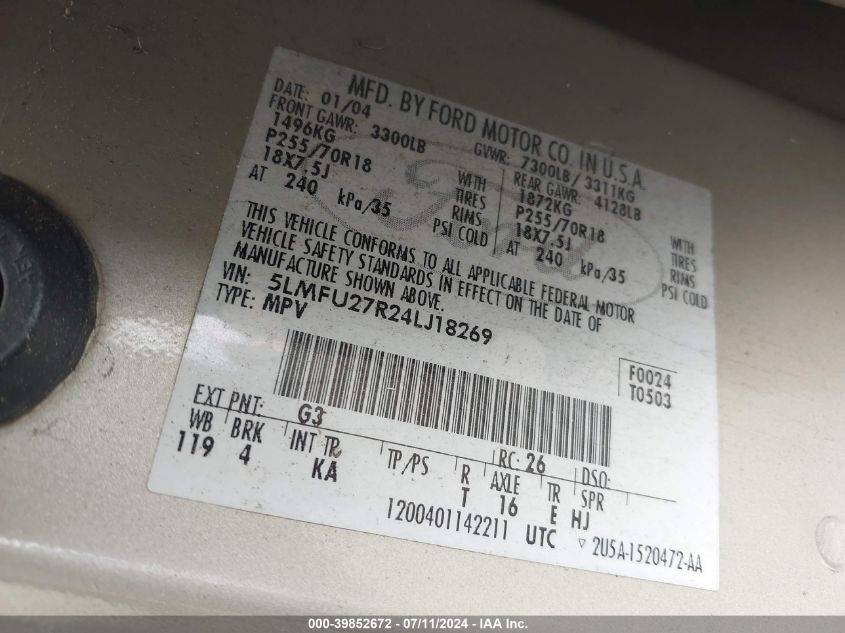 MFD. BY FORD MOTOR CO. IN U.S.A.
DATE: 01/04 GVWR: 7300LB/ 3311KG
FRONT GAWR: 3300LB REAR GAWR: 4128LB
1496KG WITH 1872KG WITH
P255/70R18 TIRES P255/70R18 TIRES
18X7.5J RIMS 18X7.5J RIMS
AT 240 kPa/35 PSI COLD AT 240 kPa/35 PSI COLD
THIS VEHICLE CONFORMS TO ALL APPLICABLE FEDERAL MOTOR
VEHICLE SAFETY STANDARDS IN EFFECT ON THE DATE OF
MANUFACTURE SHOWN ABOVE.
VIN: 5LMFU27R24LJ18269
TYPE: MPV
F0024
T0503
EXT PNT: G3 RC: 26 DSO:
WB BRK INT TR TP/PS R AXLE TR SPR
119 4 KA T 16 E HJ
1200401142211 UTC ▽ 2U5A-1520472-AA
000-39852672 - 07/11/2024 - IAA Inc.